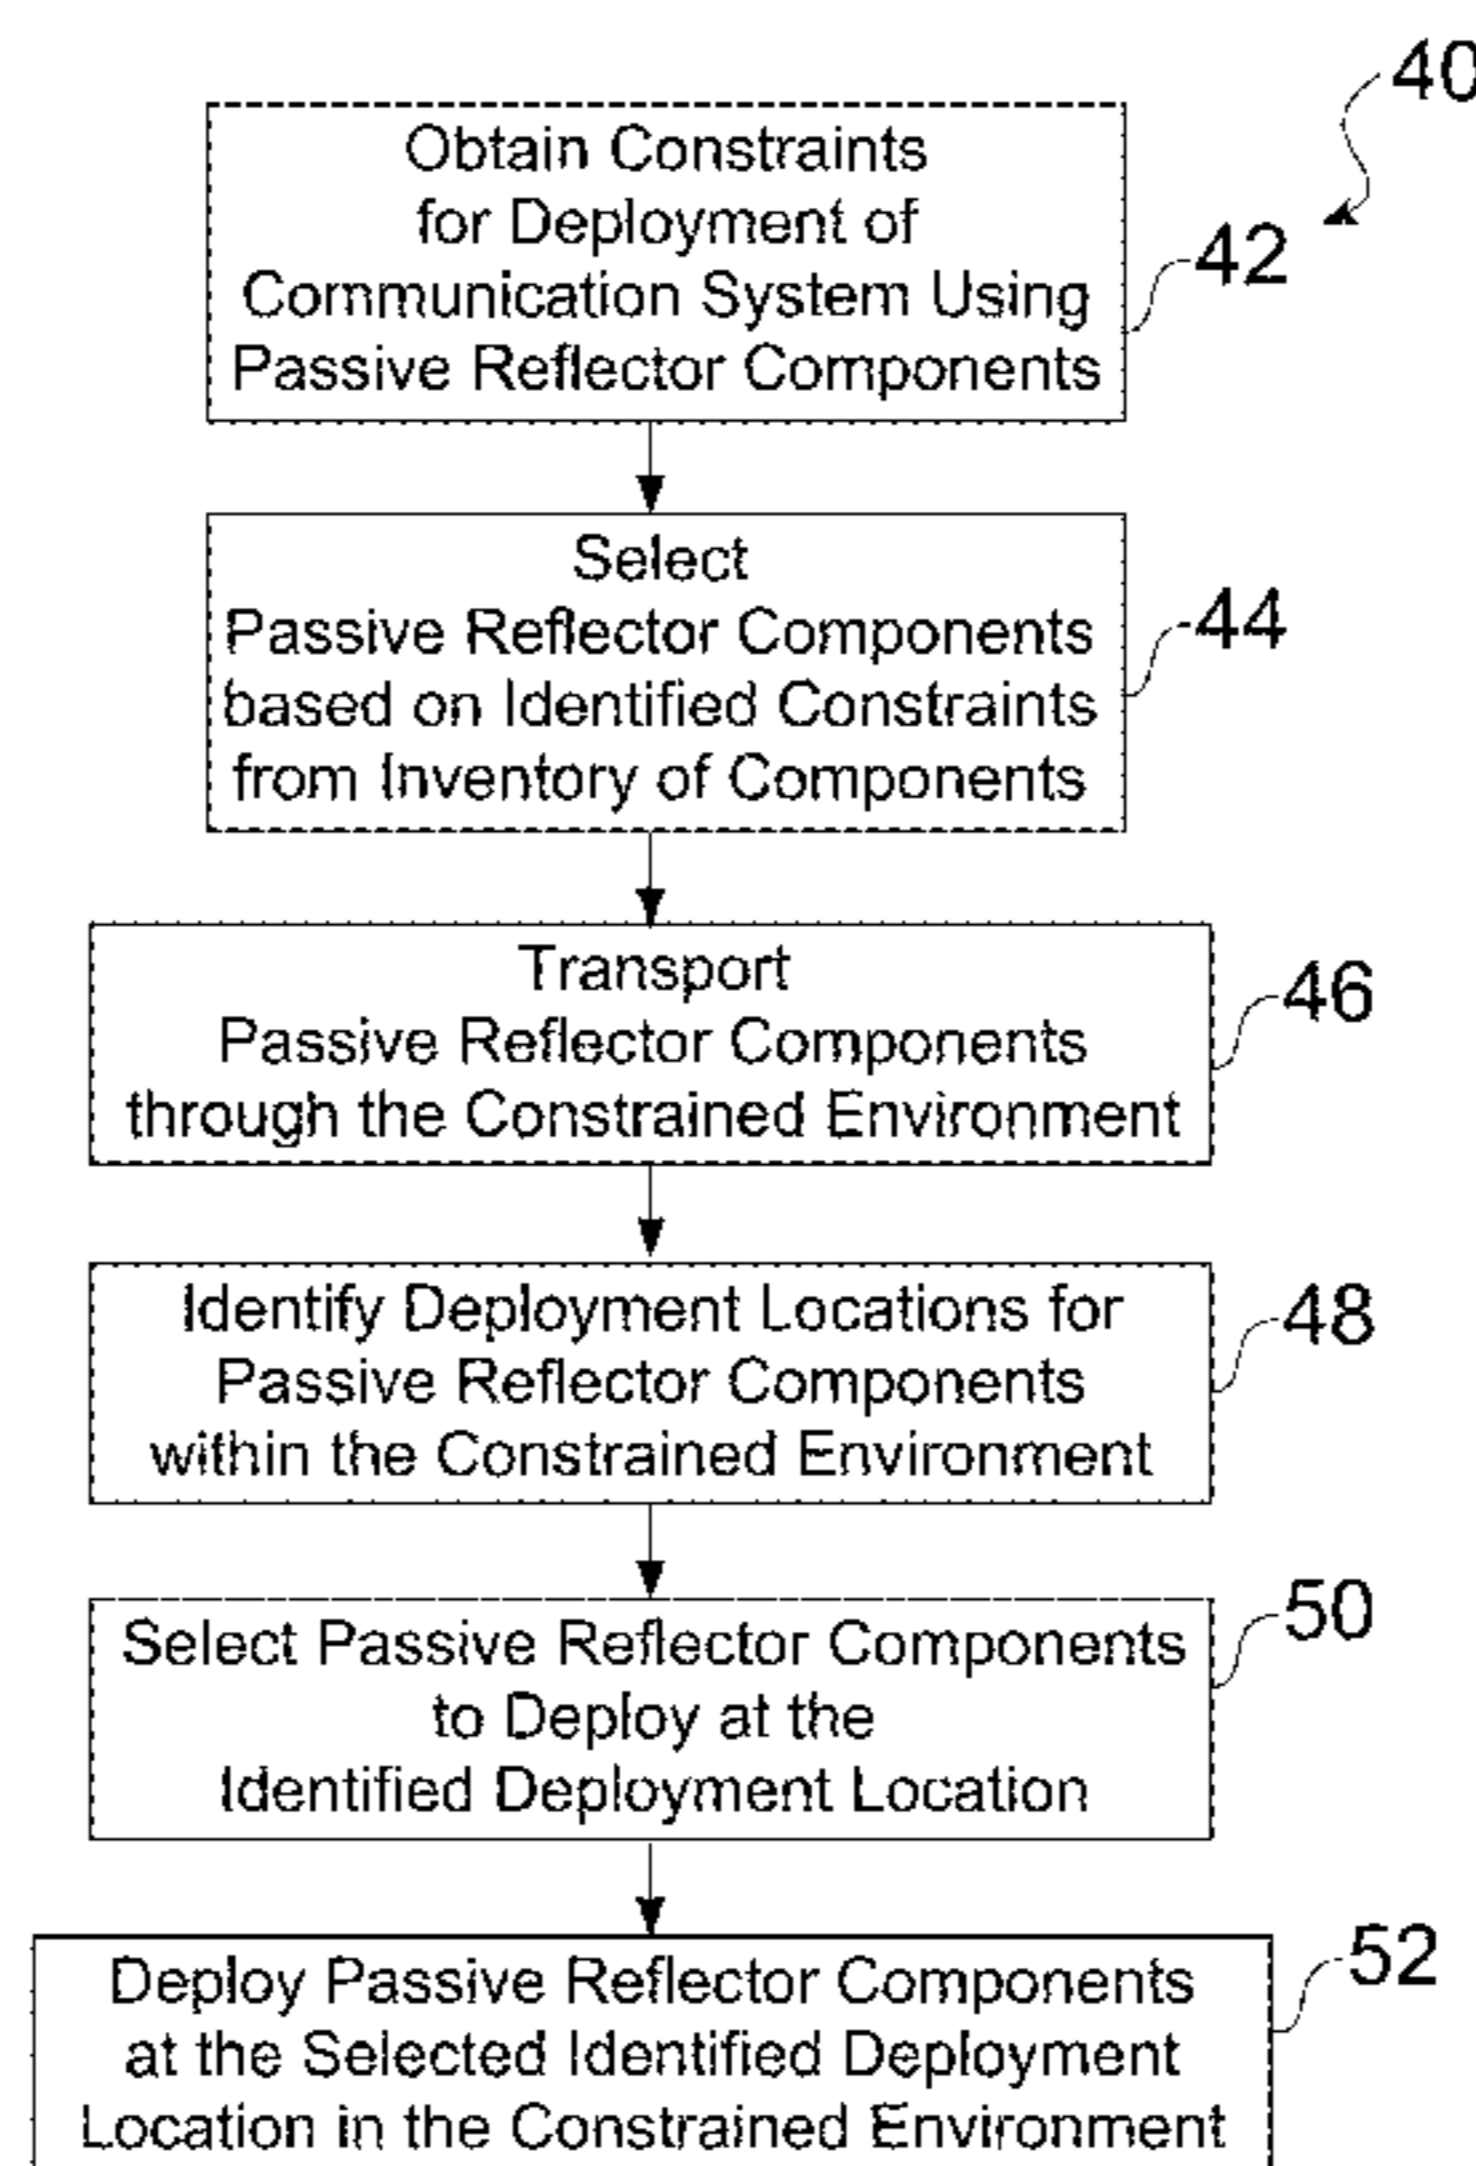 40
Obtain Constraints
for Deployment of
Communication System Using
Passive Reflector Components
42
Select
Passive Reflector Components
based on Identified Constraints
from Inventory of Components
44
Transport
Passive Reflector Components
through the Constrained Environment
46
Identify Deployment Locations for
Passive Reflector Components
within the Constrained Environment
48
Select Passive Reflector Components
to Deploy at the
Identified Deployment Location
50
Deploy Passive Reflector Components
at the Selected Identified Deployment
Location in the Constrained Environment
52